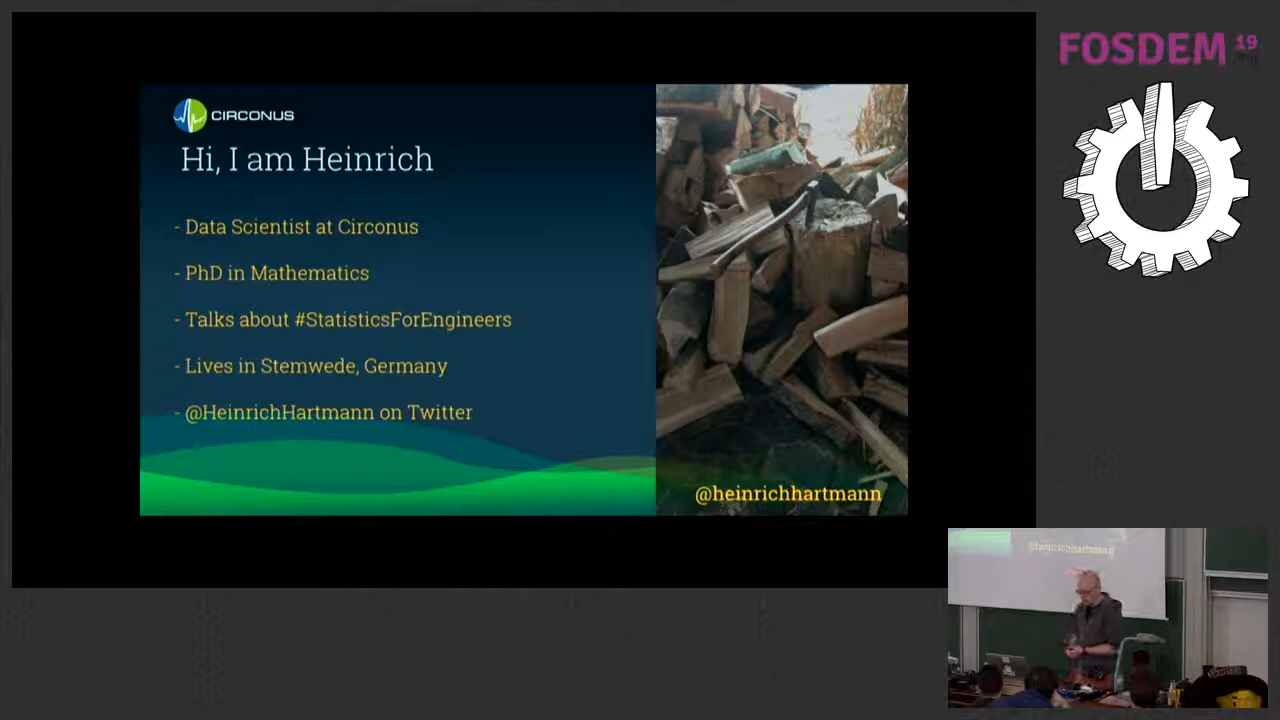 CIRCONUS
Hi, I am Heinrich
- Data Scientist at Circonus
- PhD in Mathematics
- Talks about #StatisticsForEngineers
- Lives in Stemwede, Germany
- @HeinrichHartmann on Twitter
@heinrichhartmann
FOSDEM 19
@heinrichhartmann